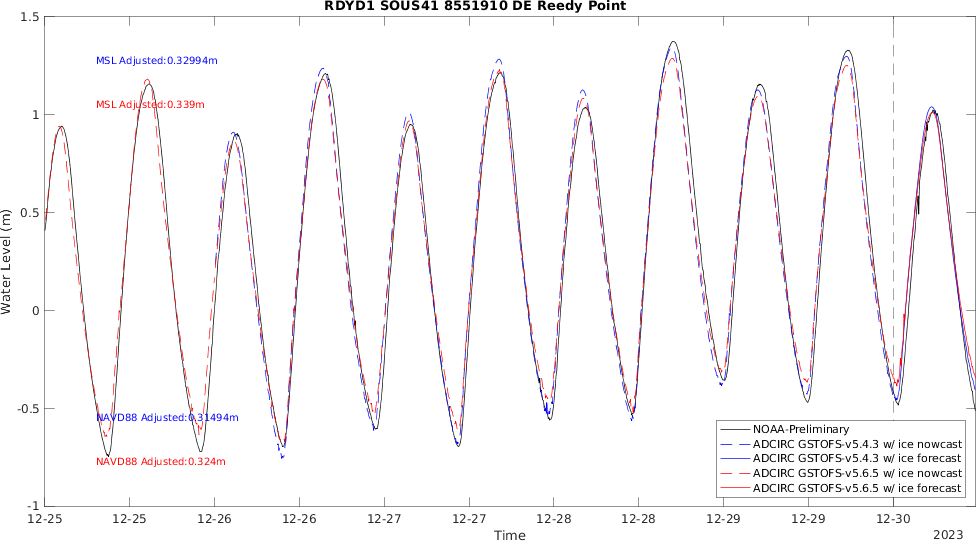 RDYD1 SOUS41 8551910 DE Reedy Point
1.5
1
0.5
0
-0.5
-1
Water Level (m)
MSL Adjusted:0.32994m
MSL Adjusted:0.339m
NAVD88 Adjusted:0.31494m
NAVD88 Adjusted:0.324m
NOAA-Preliminary
ADCIRC GSTOFS-v5.4.3 w/ ice nowcast
ADCIRC GSTOFS-v5.4.3 w/ ice forecast
ADCIRC GSTOFS-v5.6.5 w/ ice nowcast
ADCIRC GSTOFS-v5.6.5 w/ ice forecast
12-25 12-25 12-26 12-26 12-27 12-27 12-28 12-28 12-29 12-29 12-30
Time
2023